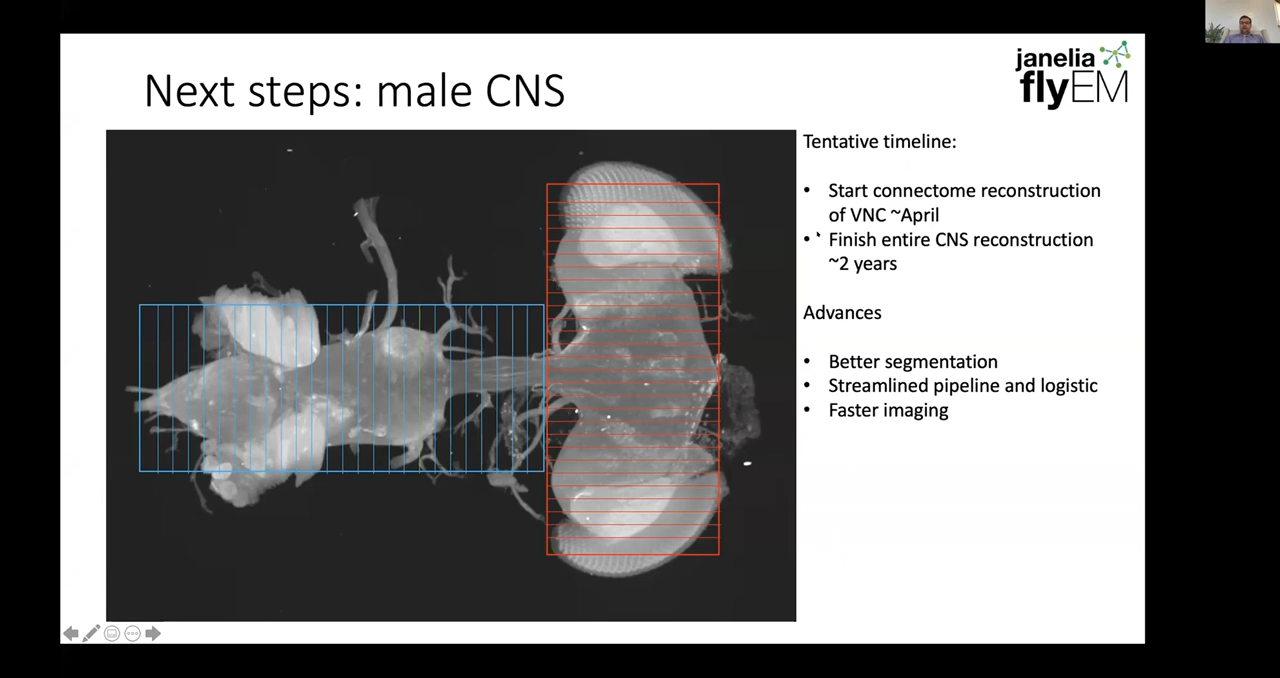 Next steps: male CNS
janelia
flyEM
Tentative timeline:
• Start connectome reconstruction
of VNC ~April
• Finish entire CNS reconstruction
~2 years
Advances
• Better segmentation
• Streamlined pipeline and logistic
• Faster imaging